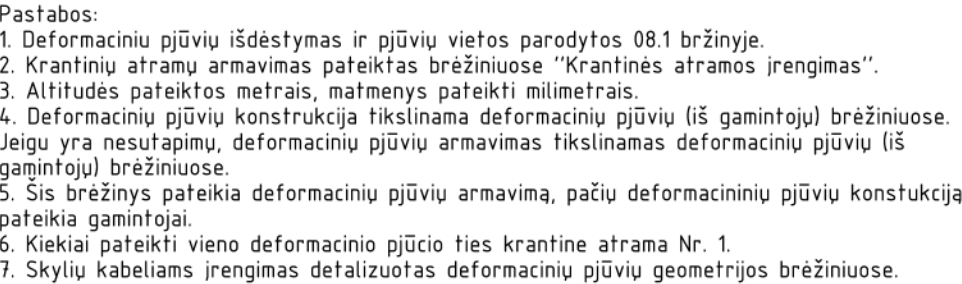 Pastabos:
1. Deformaciniu pjūvių išdėstymas ir pjūvių vietos parodytos 08.1 bržinyje.
2. Krantinių atramų armavimas pateiktas brėžiniuose ''Krantinės atramos įrengimas''.
3. Altitudės pateiktos metrais, matmenys pateikti milimetrais.
4. Deformacinių pjūvių konstrukcija tikslinama deformacinių pjūvių (iš gamintojų) brėžiniuose.
Jeigu yra nesutapimų, deformacinių pjūvių armavimas tikslinamas deformacinių pjūvių (iš
gamintojų) brėžiniuose.
5. Šis brėžinys pateikia deformacinių pjūvių armavimą, pačių deformacininių pjūvių konstukciją
pateikia gamintojai.
6. Kiekiai pateikti vieno deformacinio pjūcio ties krantine atrama Nr. 1.
7. Skylių kabeliams įrengimas detalizuotas deformacinių pjūvių geometrijos brėžiniuose.